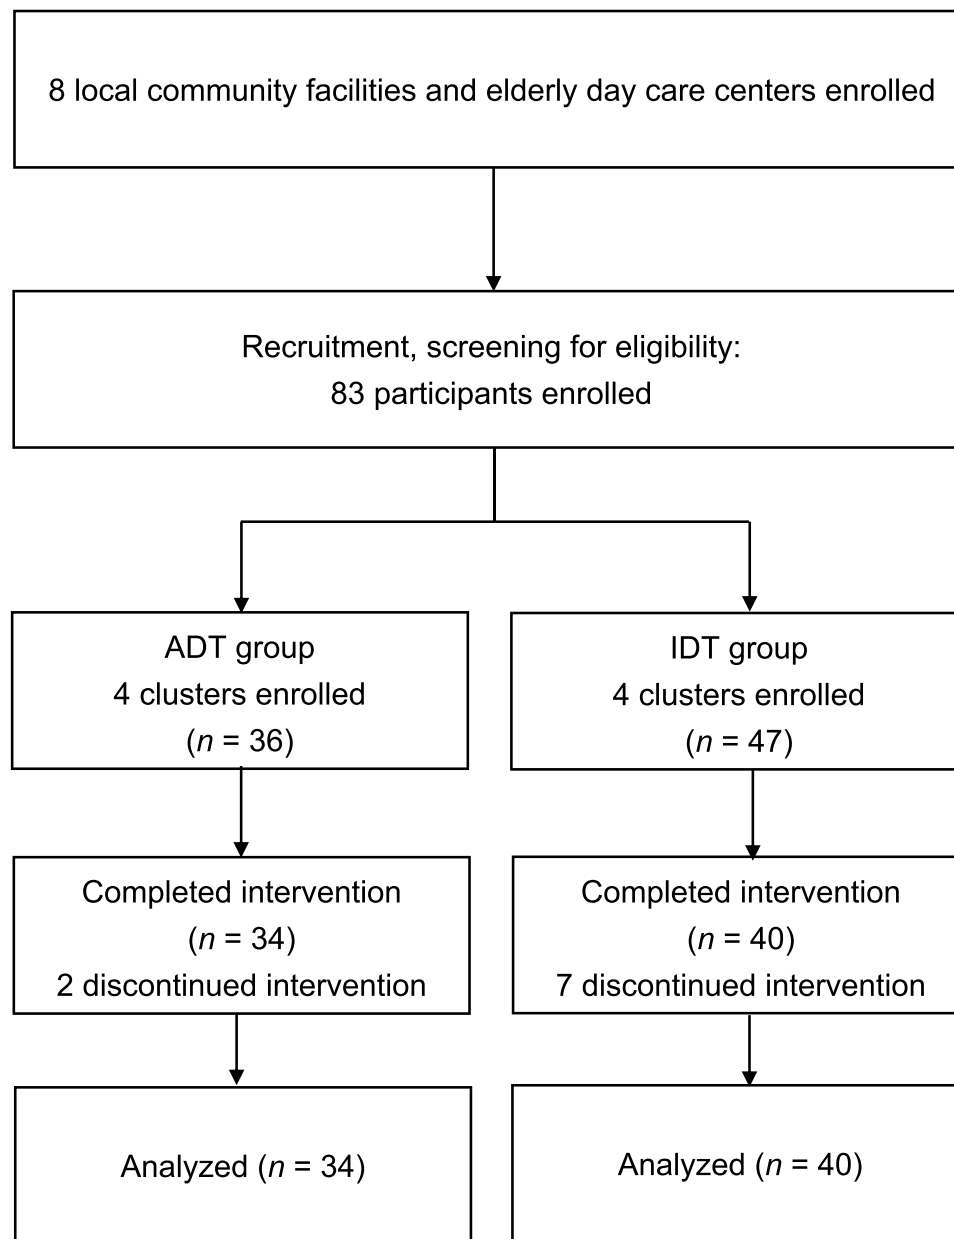 8 local community facilities and elderly day care centers enrolled
Recruitment, screening for eligibility:
83 participants enrolled
ADT group
4 clusters enrolled
(n = 36)
IDT group
4 clusters enrolled
(n = 47)
Completed intervention
(n = 34)
2 discontinued intervention
Completed intervention
(n = 40)
7 discontinued intervention
Analyzed (n = 34)
Analyzed (n = 40)